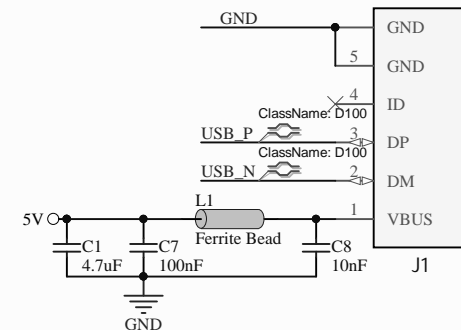 GND
GND
5
GND
4
ID
ClassName: D100
USB_P
3
DP
ClassName: D100
USB_N
2
DM
L1
5V
1
VBUS
Ferrite Bead
C1
C7
C8
4.7uF
100nF
10nF
J1
GND